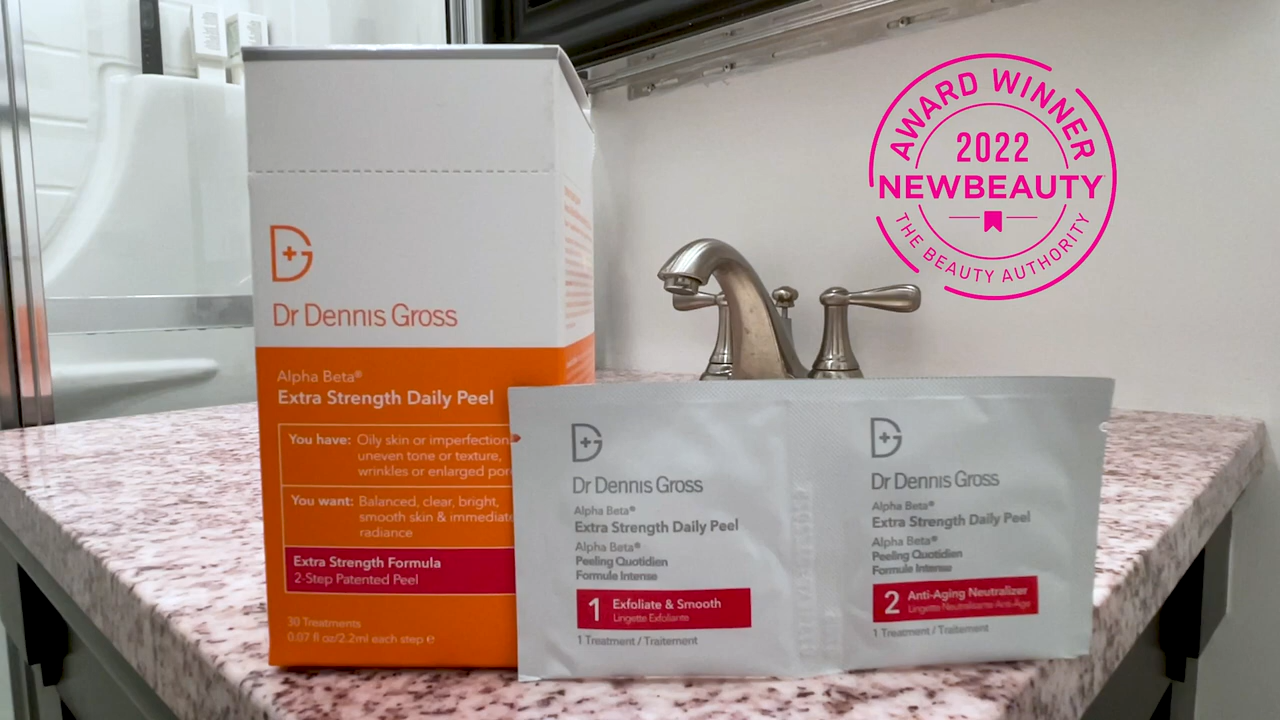 Dr Dennis Gross
Alpha Beta®
Extra Strength Daily Peel
You have: Oily skin or imperfections
uneven tone or texture,
wrinkles or enlarged
You want: Balanced, clear, bright,
smooth skin & immediate
radiance
Extra Strength Formula
2-Step Patented Peel
30 Treatments
0.07 fl oz/2.2ml each step e
Dr Dennis Gross
Alpha Beta®
Extra Strength Daily Peel
Alpha Beta®
Peeling Quotidien
Formule Intense
1 Exfoliate & Smooth
Lingette Exfoliante
1 Treatment / Traitement
Dr Dennis Gross
Alpha Beta®
Extra Strength Daily Peel
Alpha Beta®
Peeling Quotidien
Formule Intense
2 Anti-Aging Neutralizer
Lingette Neutralisante Anti-Âge
1 Treatment / Traitement
AWARD WINNER
2022
NEWBEAUTY
THE BEAUTY AUTHORITY